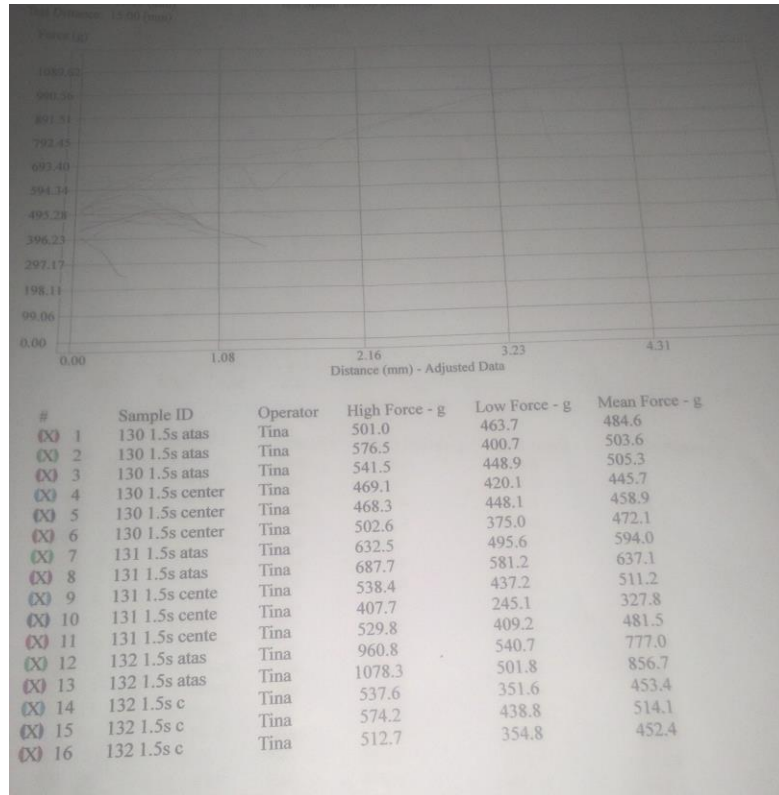 Test Distance: 15.00 (mm)
Force (g)
1089.62
990.56
891.51
792.45
693.40
594.34
495.28
396.23
297.17
198.11
99.06
0.00
0.00 1.08 2.16 3.23 4.31
Distance (mm) - Adjusted Data
# Sample ID Operator High Force - g Low Force - g Mean Force - g
(X) 1 130 1.5s atas Tina 501.0 463.7 484.6
(X) 2 130 1.5s atas Tina 576.5 400.7 503.6
(X) 3 130 1.5s atas Tina 541.5 448.9 505.3
(X) 4 130 1.5s center Tina 469.1 420.1 445.7
(X) 5 130 1.5s center Tina 468.3 448.1 458.9
(X) 6 130 1.5s center Tina 502.6 375.0 472.1
(X) 7 131 1.5s atas Tina 632.5 495.6 594.0
(X) 8 131 1.5s atas Tina 687.7 581.2 637.1
(X) 9 131 1.5s cente Tina 538.4 437.2 511.2
(X) 10 131 1.5s cente Tina 407.7 245.1 327.8
(X) 11 131 1.5s cente Tina 529.8 409.2 481.5
(X) 12 132 1.5s atas Tina 960.8 540.7 777.0
(X) 13 132 1.5s atas Tina 1078.3 501.8 856.7
(X) 14 132 1.5s c Tina 537.6 351.6 453.4
(X) 15 132 1.5s c Tina 574.2 438.8 514.1
(X) 16 132 1.5s c Tina 512.7 354.8 452.4